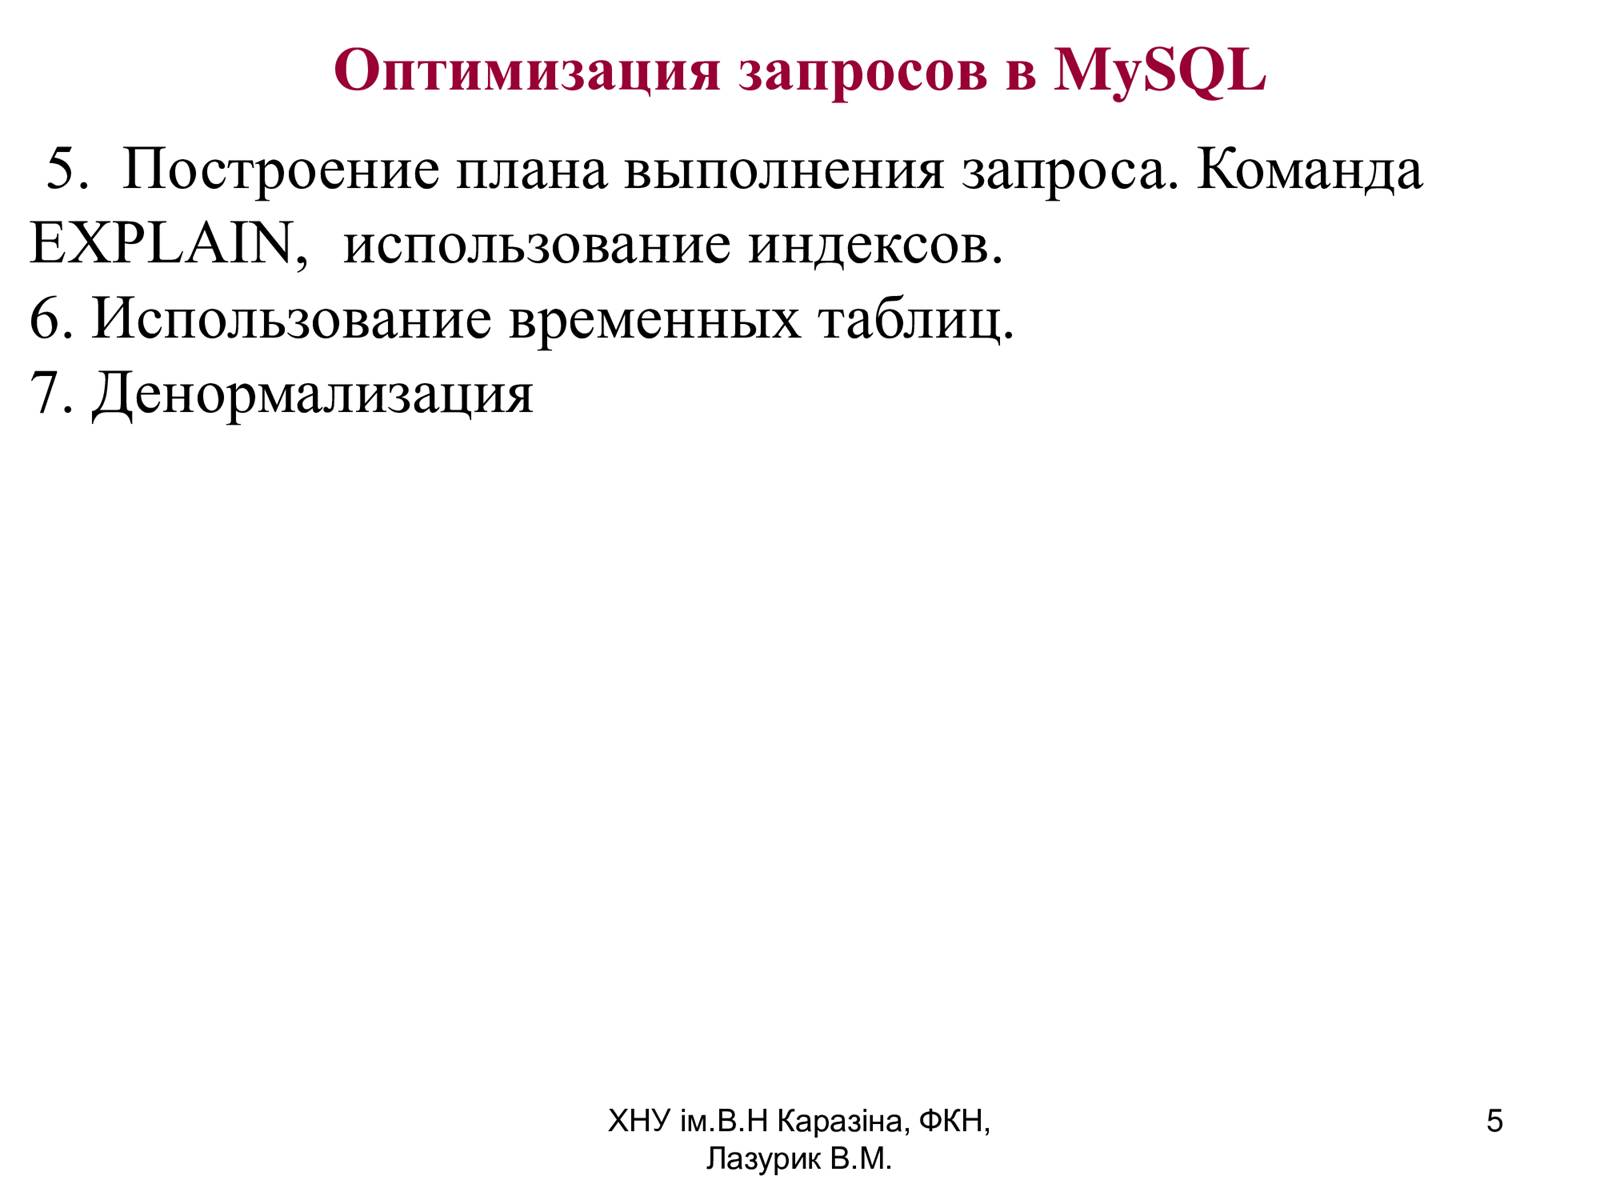 Оптимизация запросов в MySQL
5.  Построение плана выполнения запроса. Команда
EXPLAIN,  использование индексов.
6. Использование временных таблиц.
7. Денормализация
ХНУ ім.В.Н Каразіна, ФКН,
Лазурик В.М.
5